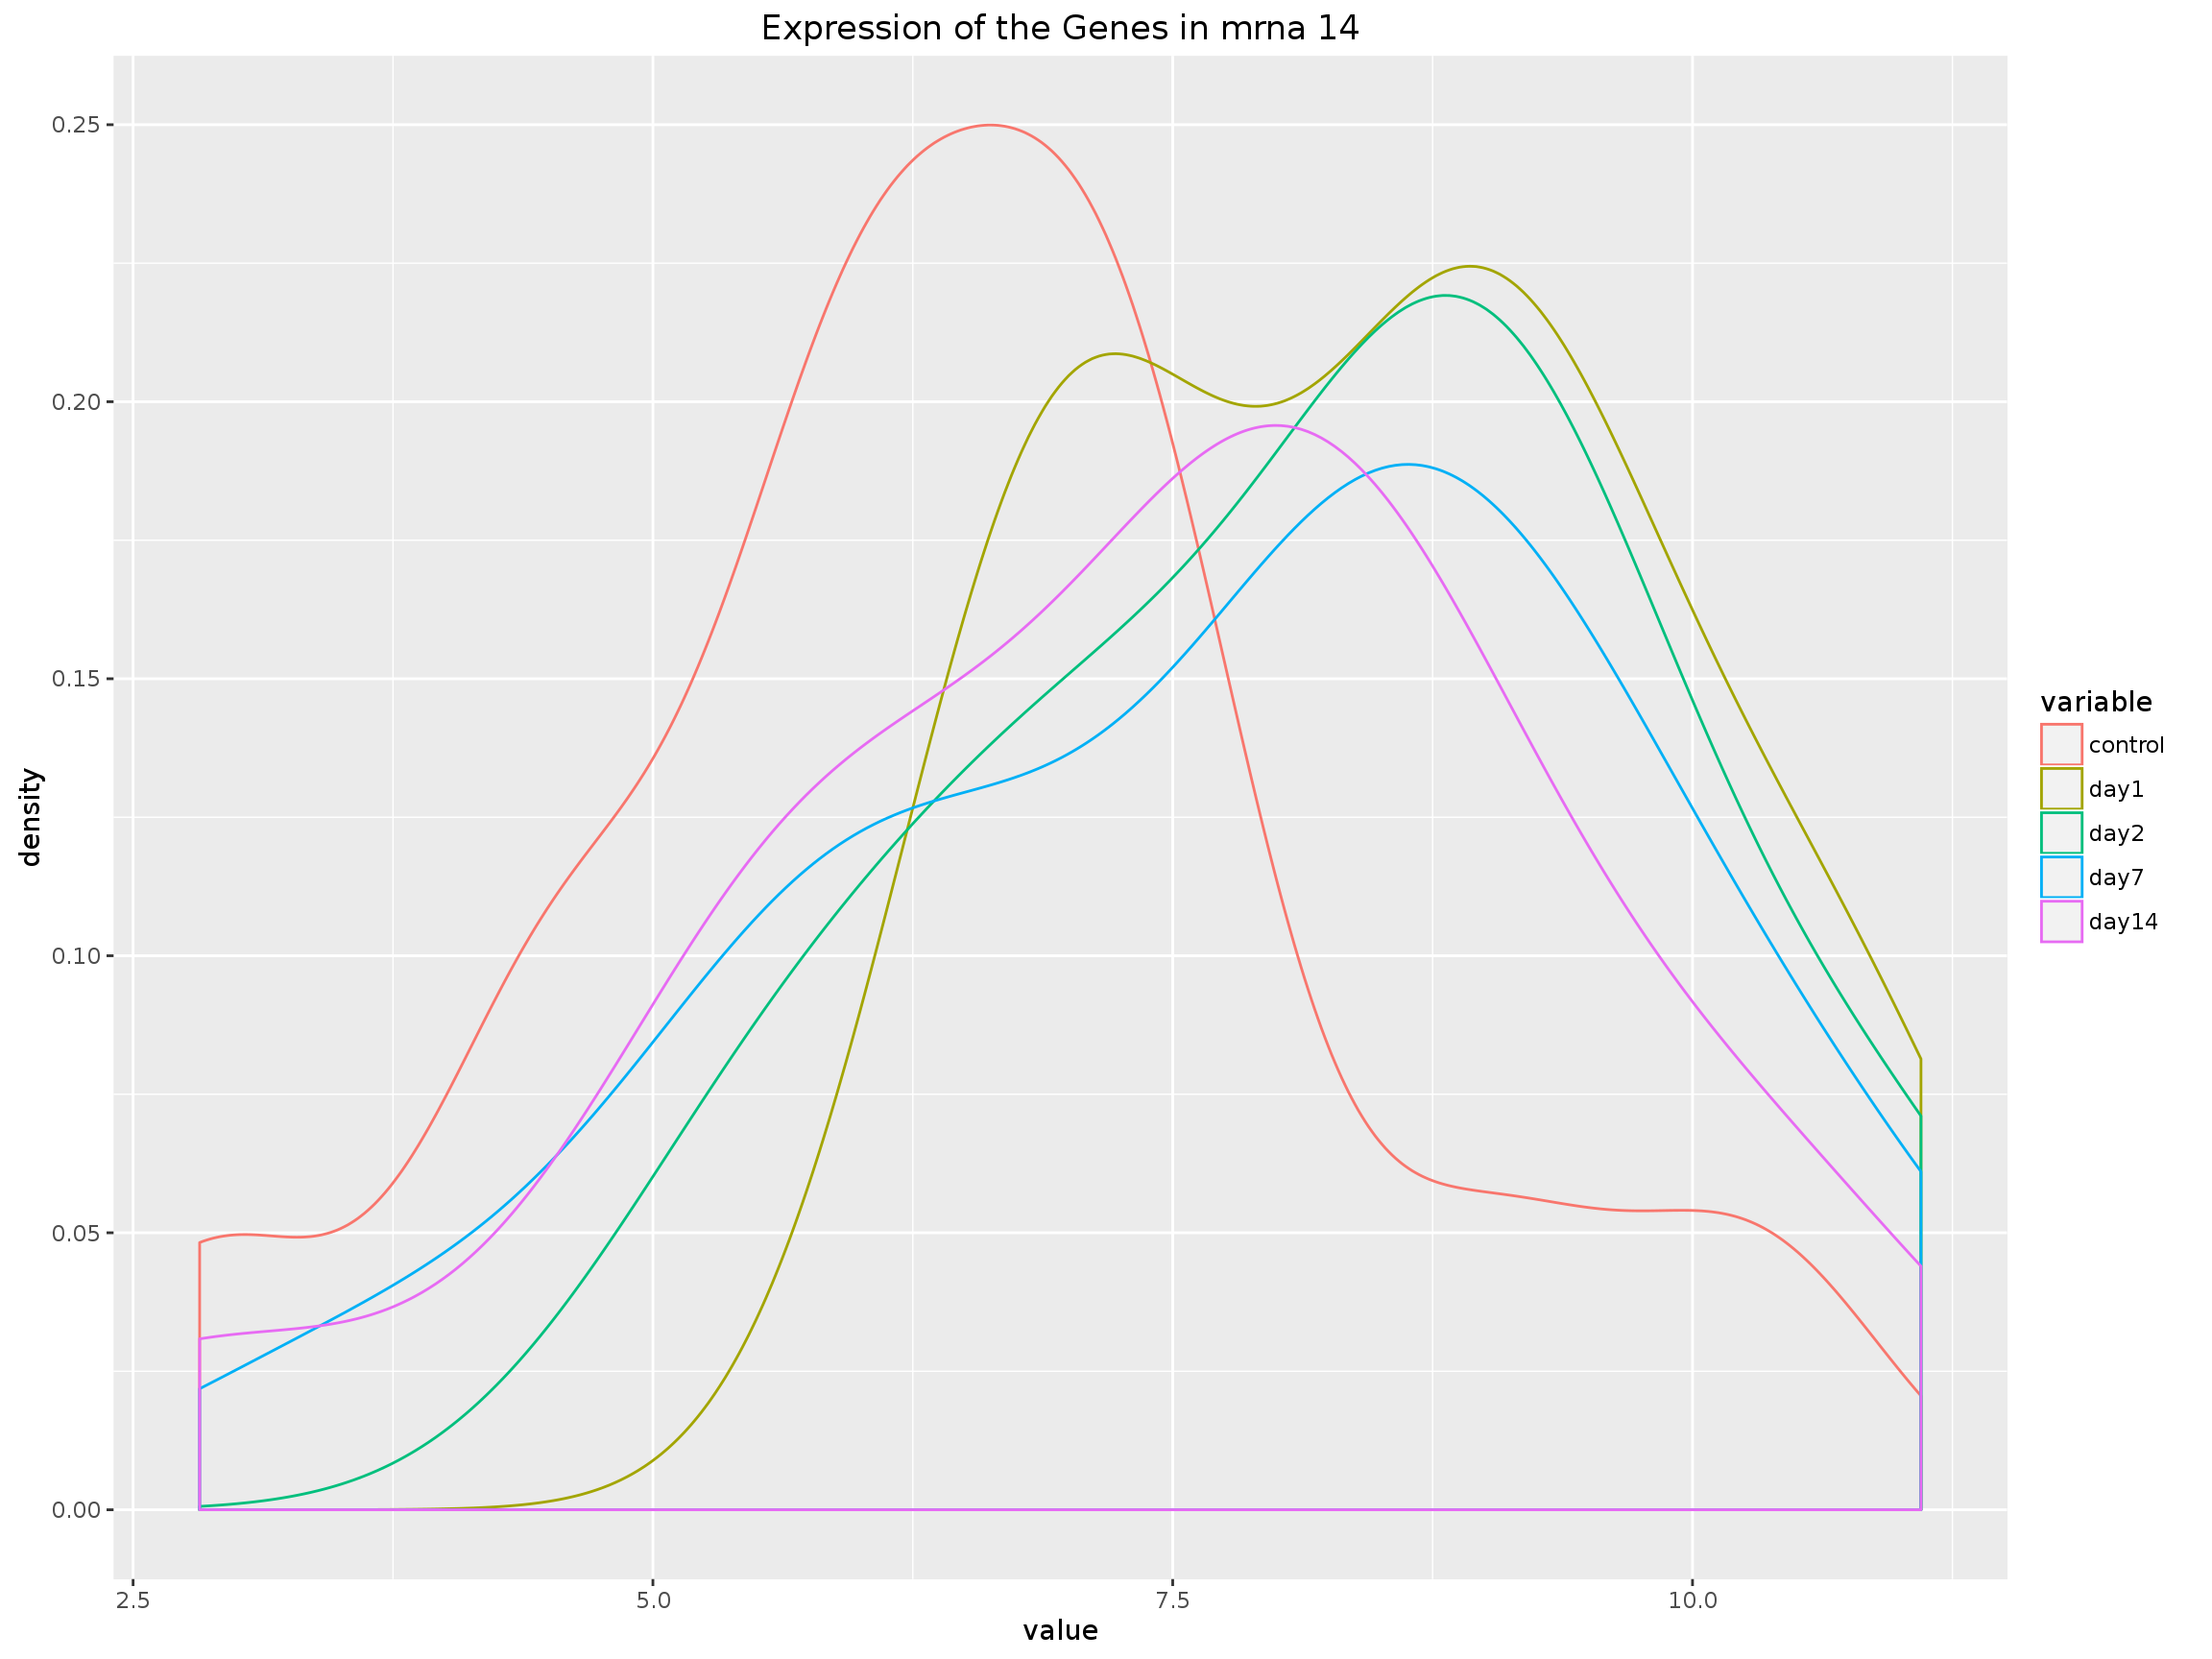 Expression of the Genes in mrna 14
density
0.25
0.20
0.15
0.10
0.05
0.00
2.5 5.0 7.5 10.0
value
variable
control
day1
day2
day7
day14